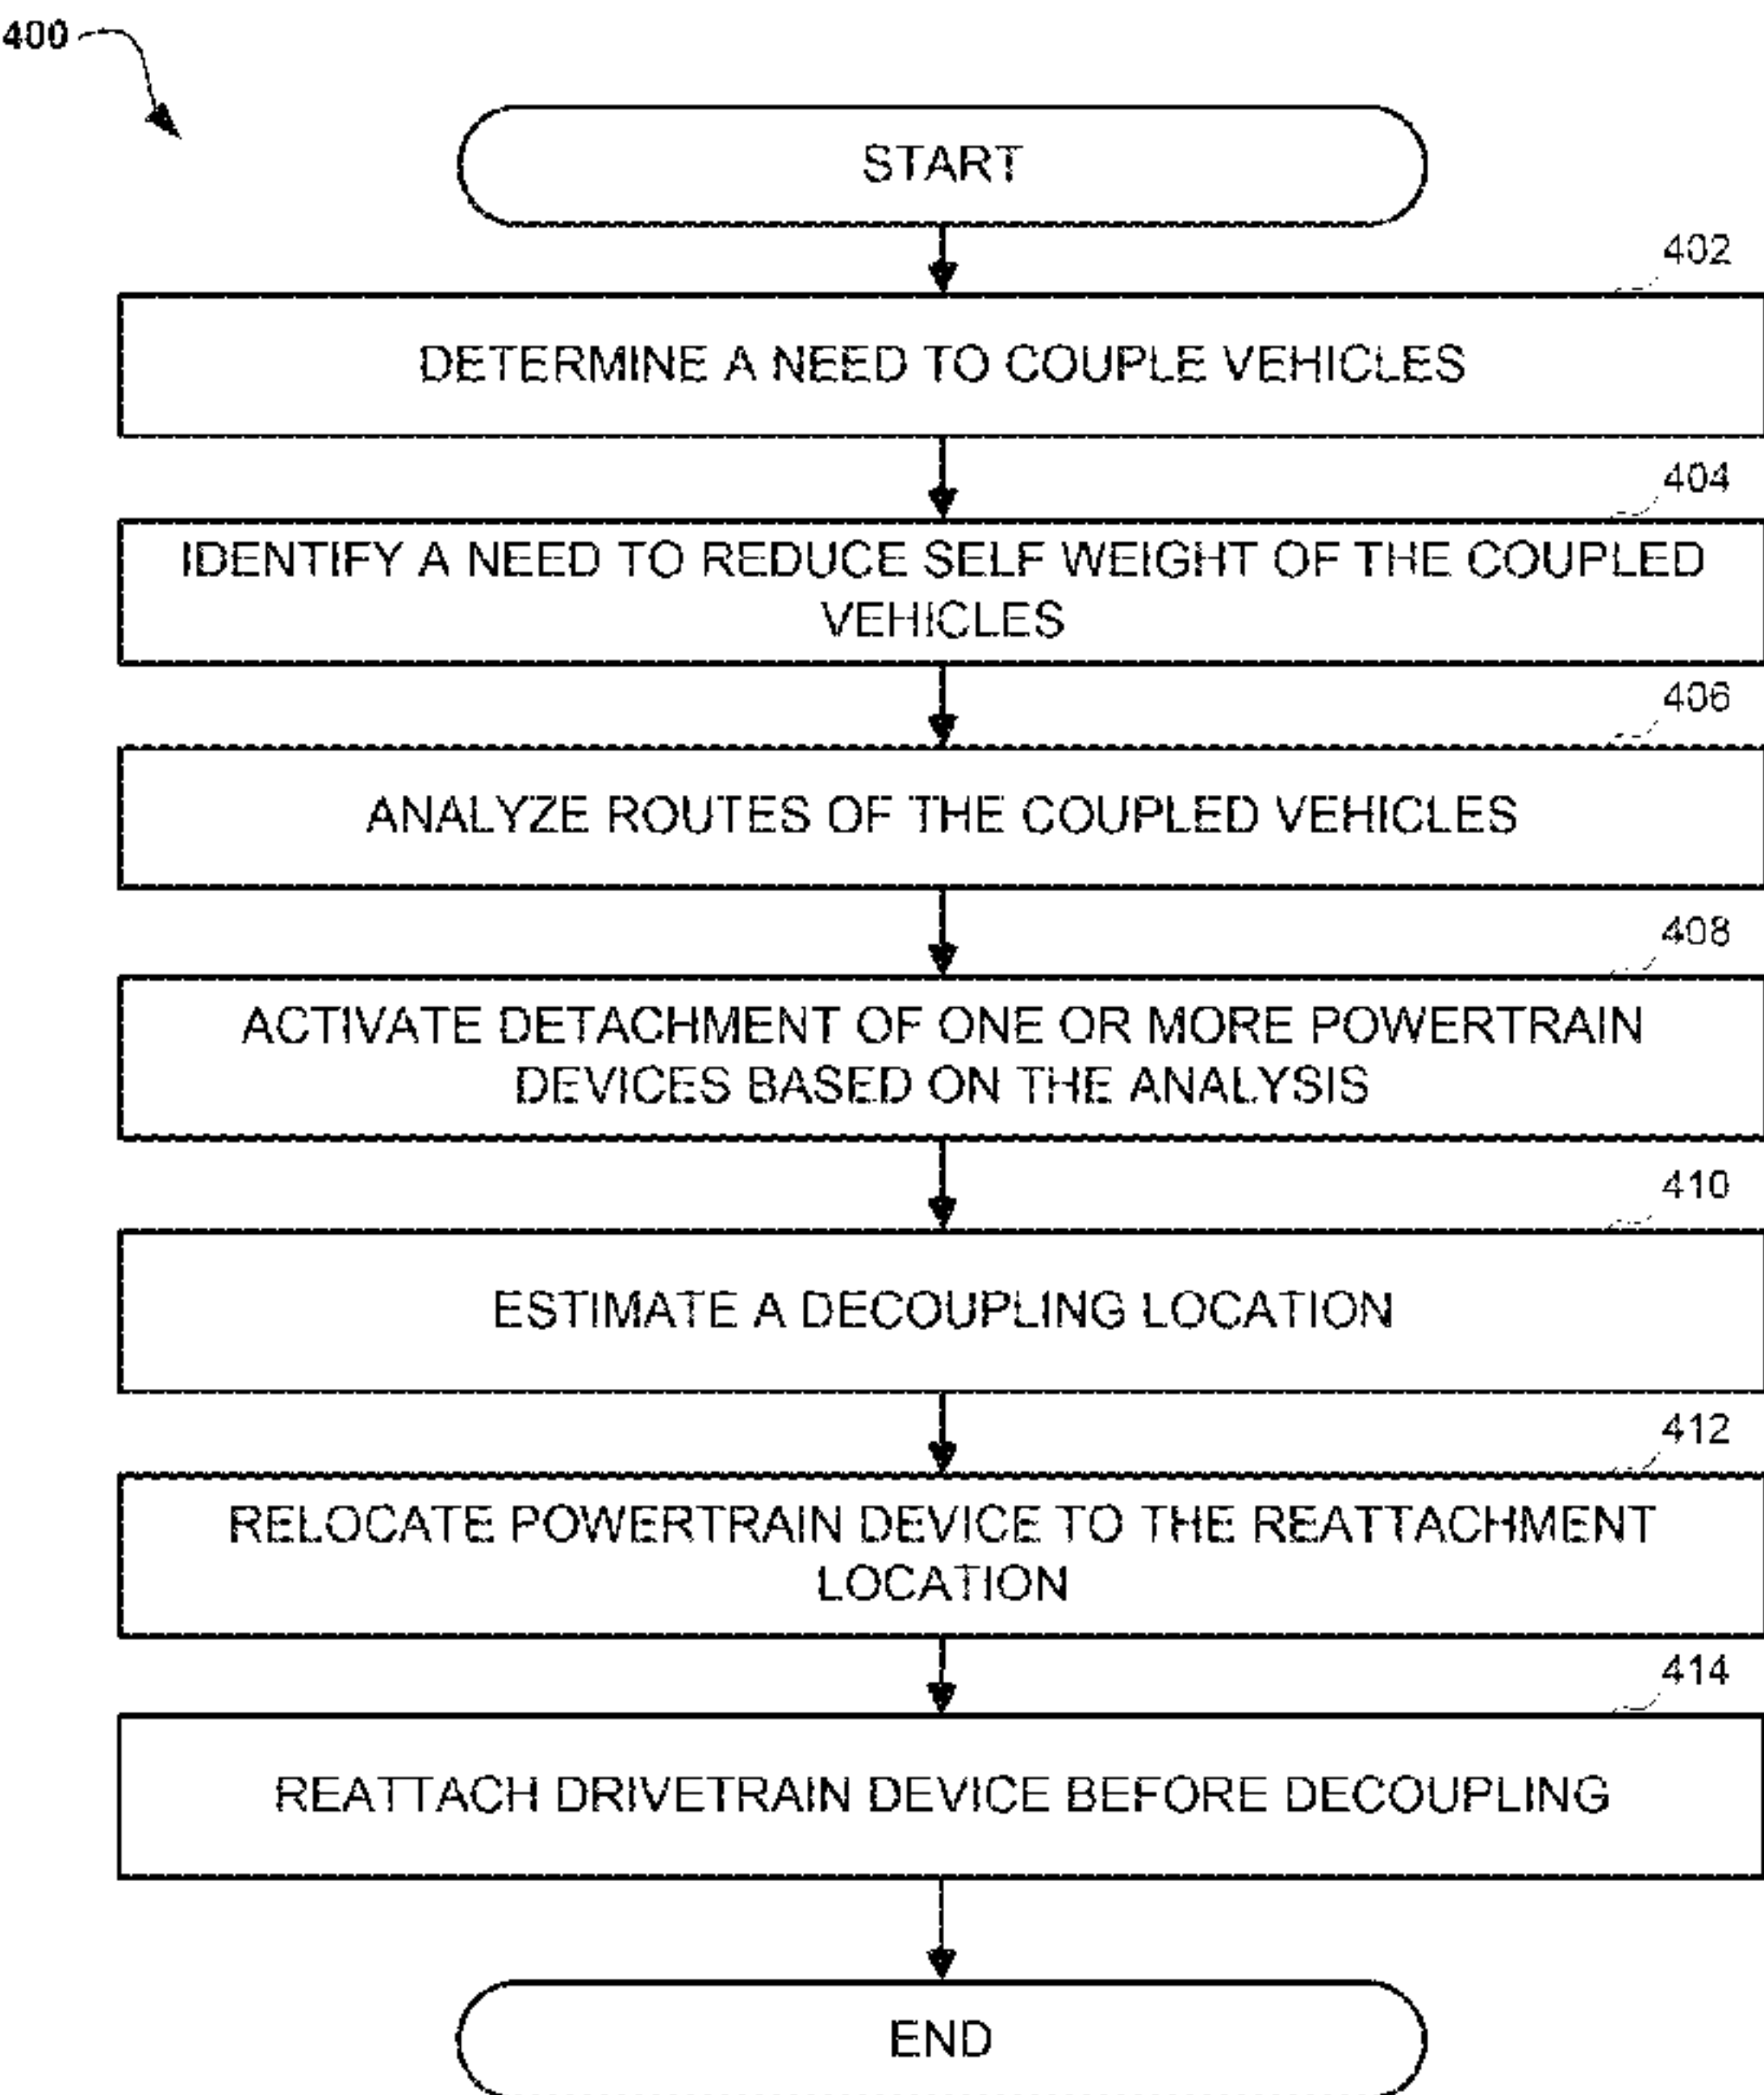 400
START
402
DETERMINE A NEED TO COUPLE VEHICLES
404
IDENTIFY A NEED TO REDUCE SELF WEIGHT OF THE COUPLED
VEHICLES
406
ANALYZE ROUTES OF THE COUPLED VEHICLES
408
ACTIVATE DETACHMENT OF ONE OR MORE POWERTRAIN
DEVICES BASED ON THE ANALYSIS
410
ESTIMATE A DECOUPLING LOCATION
412
RELOCATE POWERTRAIN DEVICE TO THE REATTACHMENT
LOCATION
414
REATTACH DRIVETRAIN DEVICE BEFORE DECOUPLING
END